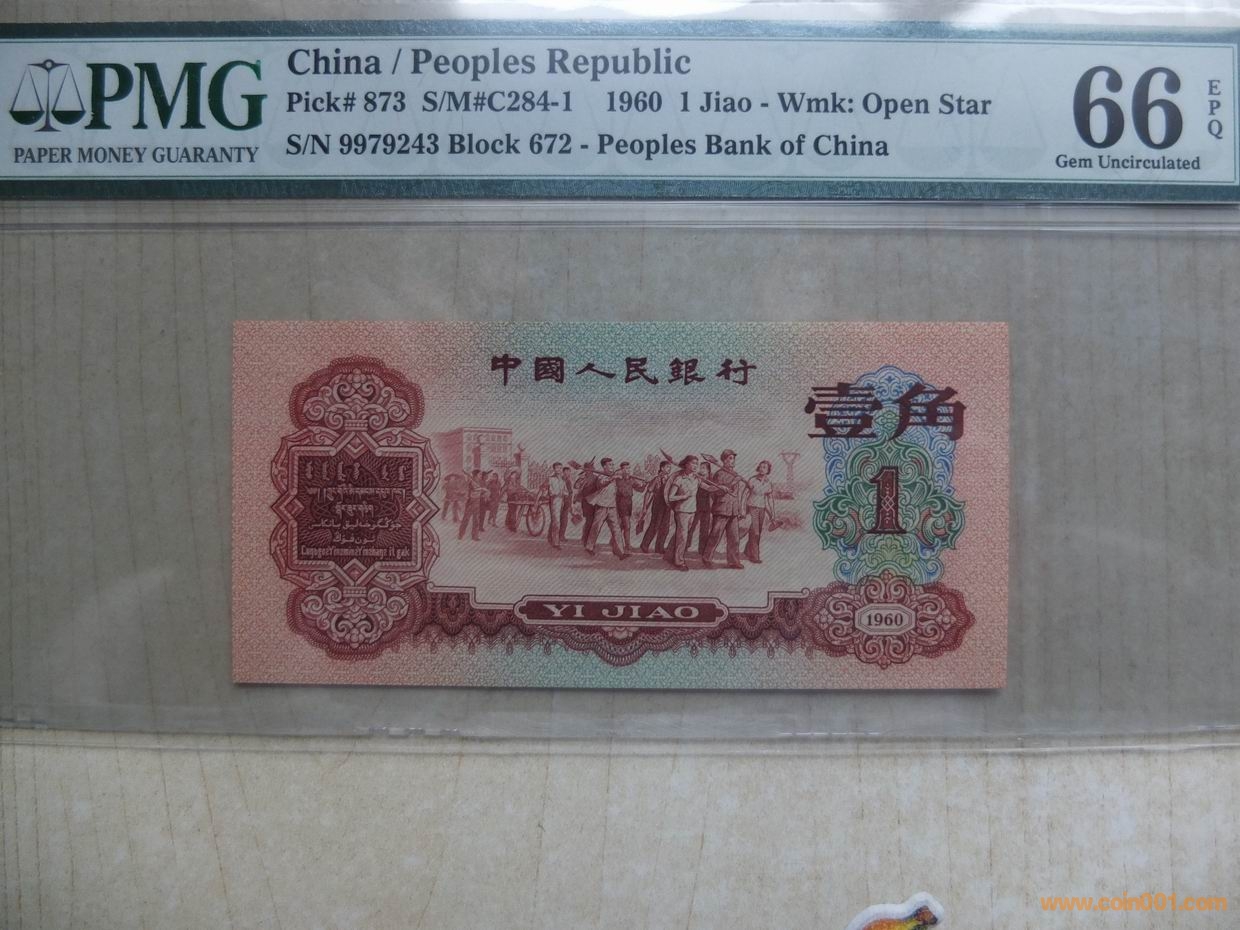 PMG
PAPER MONEY GUARANTY
China / Peoples Republic
Pick# 873 S/M#C284-1 1960 1 Jiao - Wmk: Open Star
S/N 9979243 Block 672 - Peoples Bank of China
66
EPQ
Gem Uncirculated
中國人民銀行
壹角
1
YI JIAO
1960
www.coin001.com